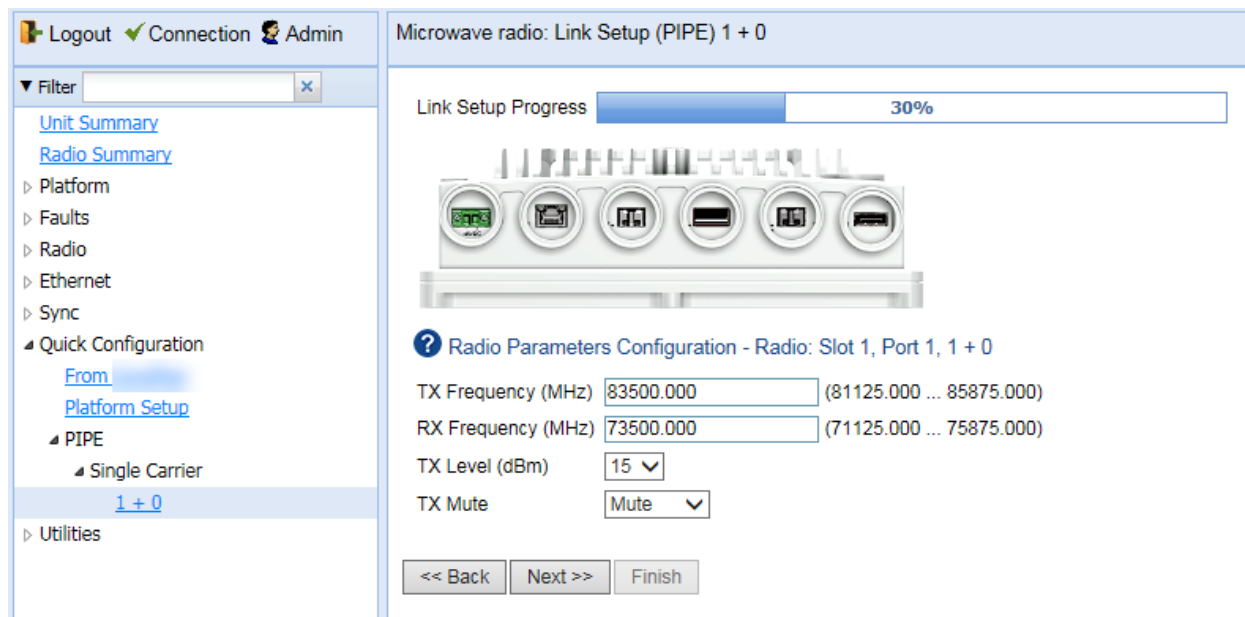 Logout Connection Admin
Filter
Unit Summary
Radio Summary
Platform
Faults
Radio
Ethernet
Sync
Quick Configuration
From
Platform Setup
PIPE
Single Carrier
1 + 0
Utilities
Microwave radio: Link Setup (PIPE) 1 + 0
Link Setup Progress 30%
Radio Parameters Configuration - Radio: Slot 1, Port 1, 1 + 0
TX Frequency (MHz) 83500.000 (81125.000 ... 85875.000)
RX Frequency (MHz) 73500.000 (71125.000 ... 75875.000)
TX Level (dBm) 15
TX Mute Mute
<< Back Next >> Finish